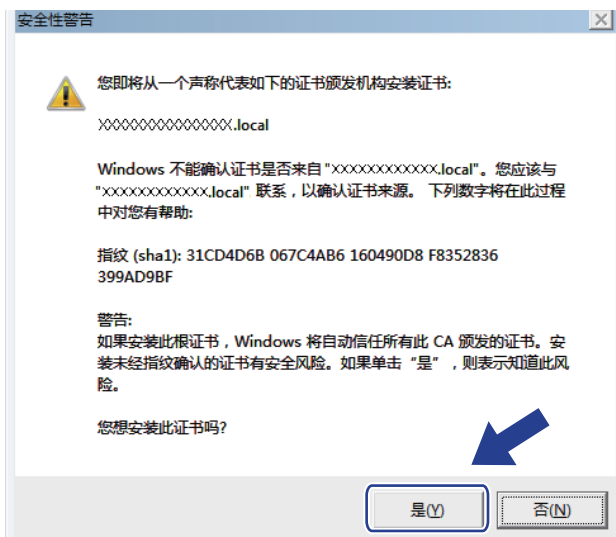 安全性警告
您即将从一个声称代表如下的证书颁发机构安装证书:
XXXXXXXXXXXXXXX.local
Windows 不能确认证书是否来自"XXXXXXXXXXXX.local"。您应该与
"XXXXXXXXXXXX.local" 联系，以确认证书来源。 下列数字将在此过程
中对您有帮助:
指纹 (sha1): 31CD4D6B 067C4AB6 160490D8 F8352836
399AD9BF
警告:
如果安装此根证书，Windows 将自动信任所有此 CA 颁发的证书。安
装未经指纹确认的证书有安全风险。如果单击“是”，则表示知道此风
险。
您想安装此证书吗?
是(Y)
否(N)